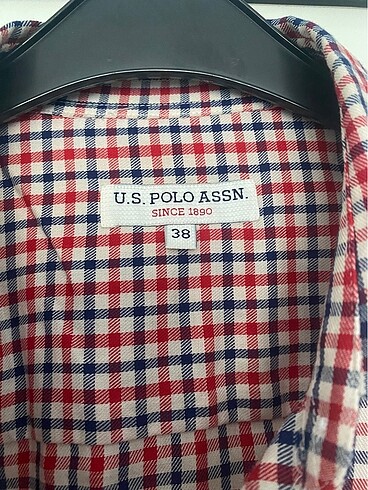 U.S. POLO ASSN.
SINCE 1890
38